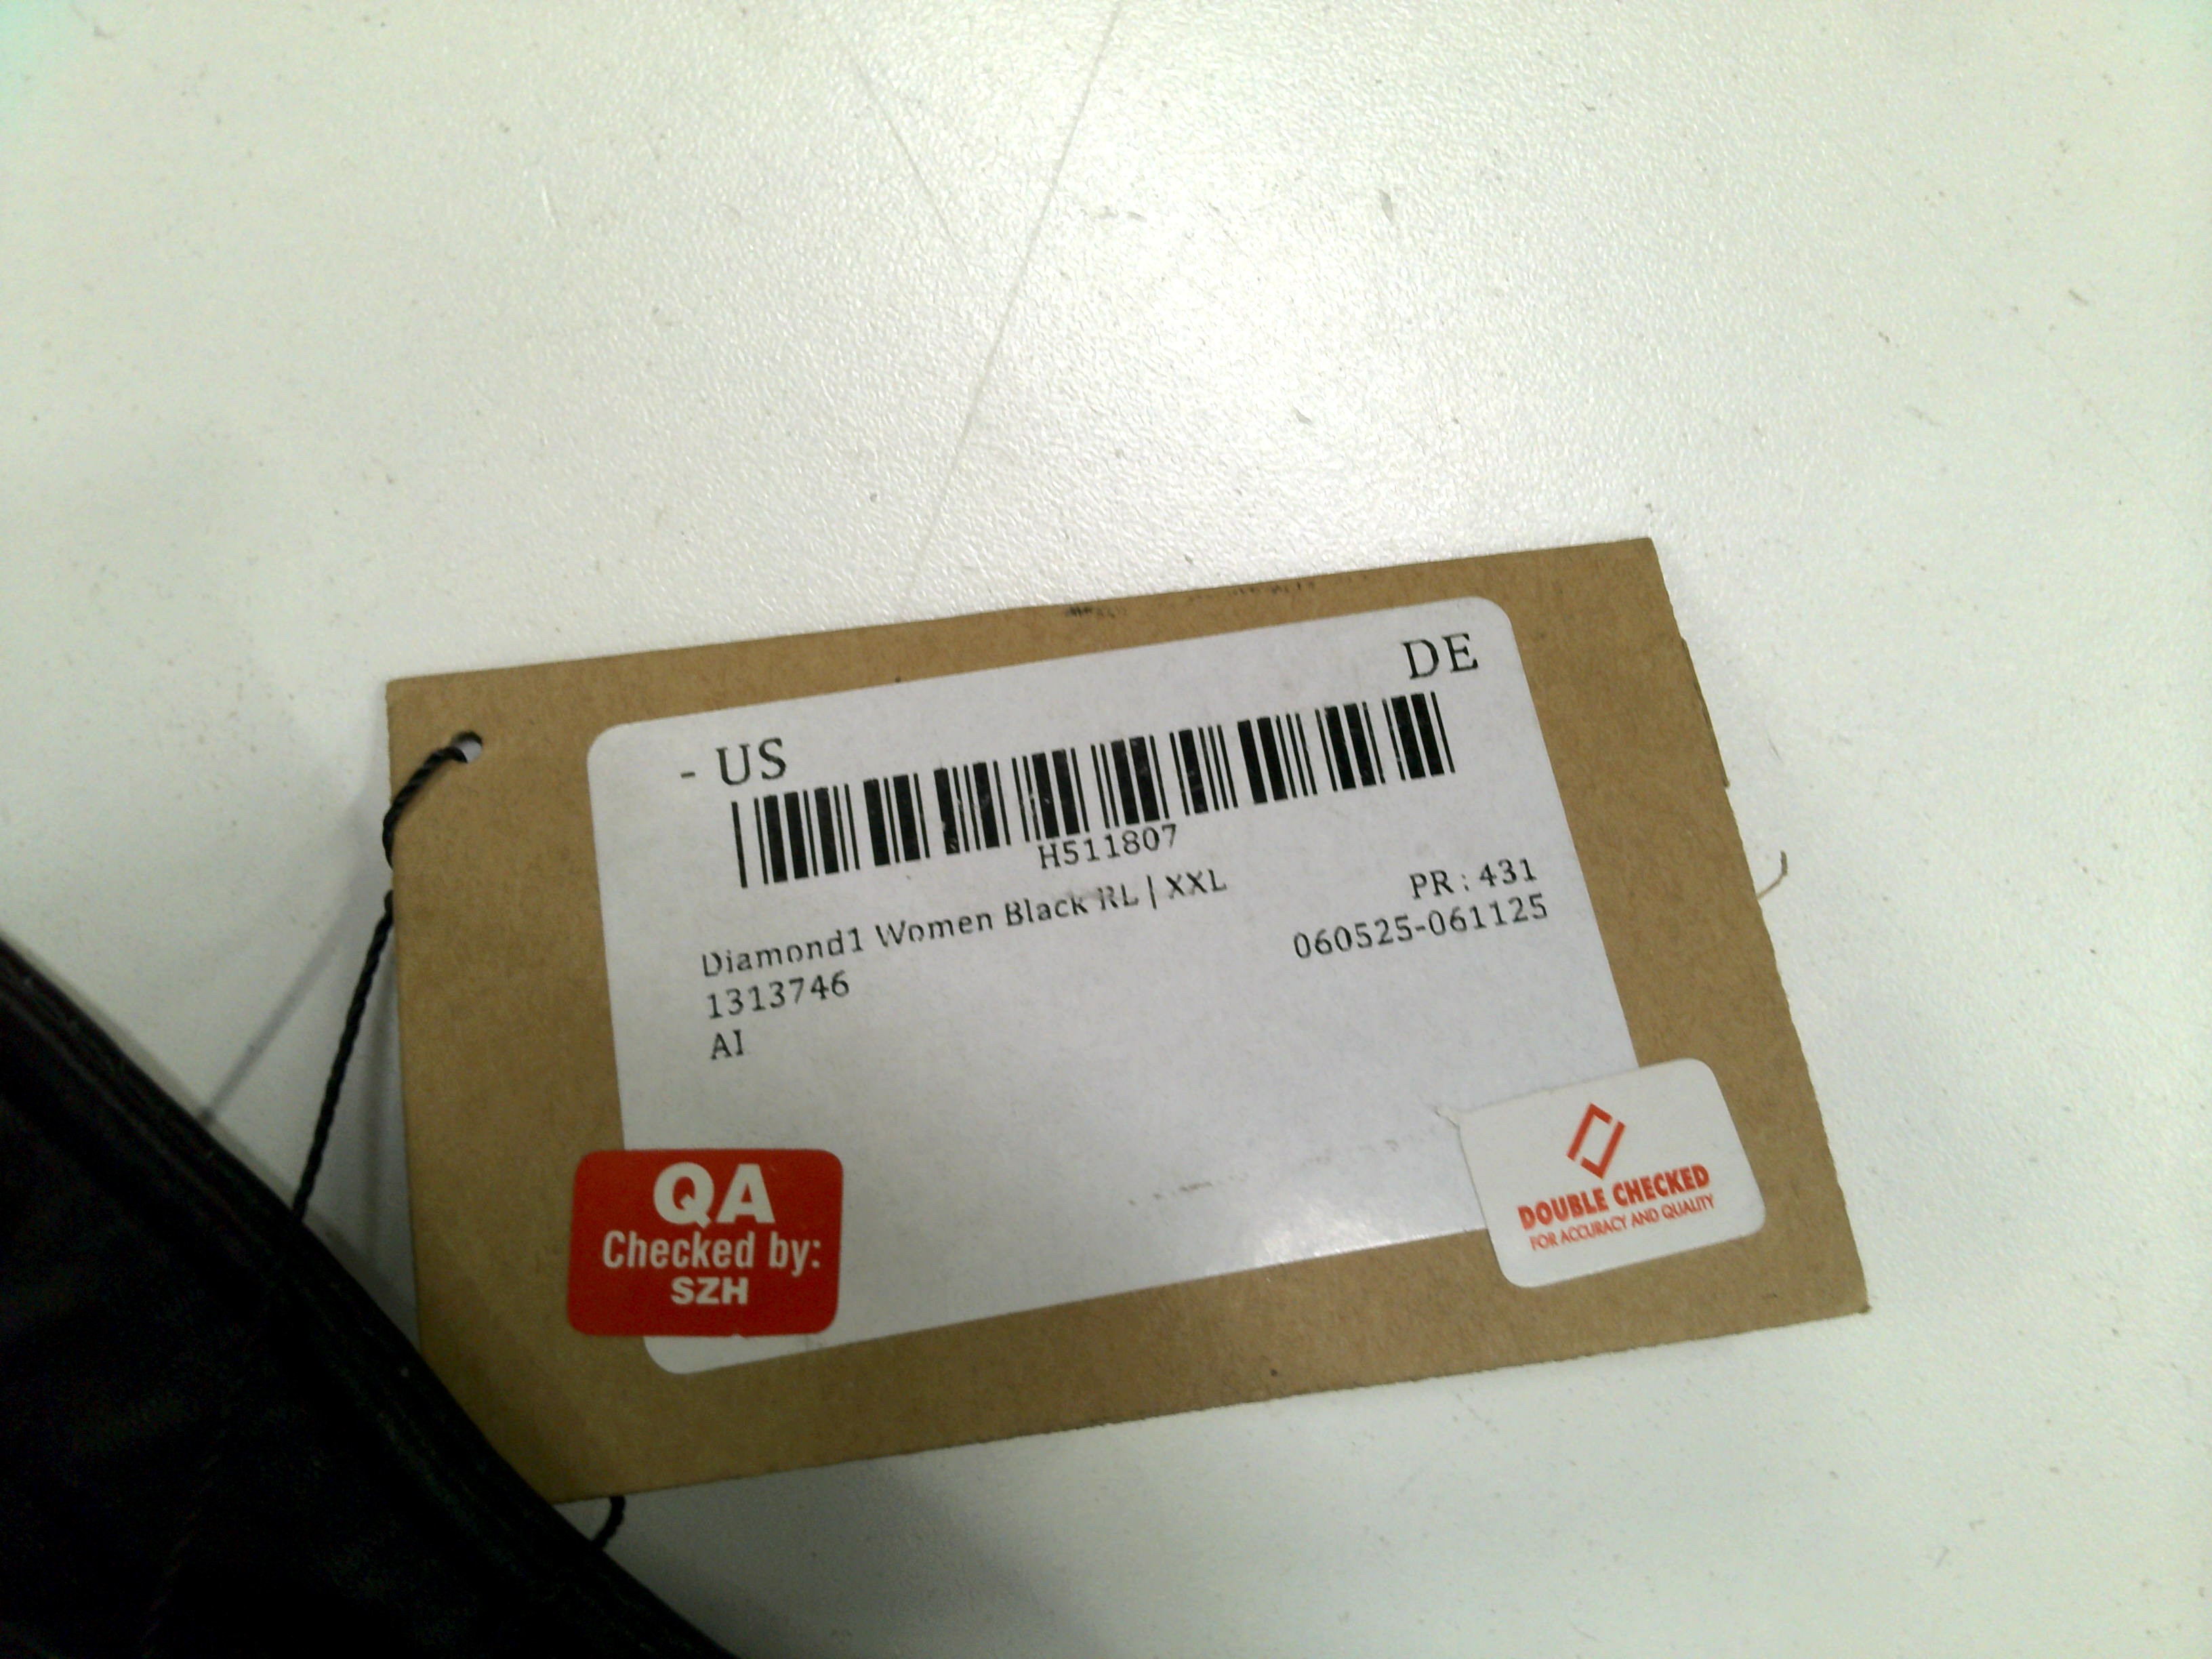 - US DE
H511807
Diamond1 Women Black RL | XXL
PR : 431
1313746
060525-061125
AI
QA
Checked by:
SZH
DOUBLE CHECKED
FOR ACCURACY AND QUALITY